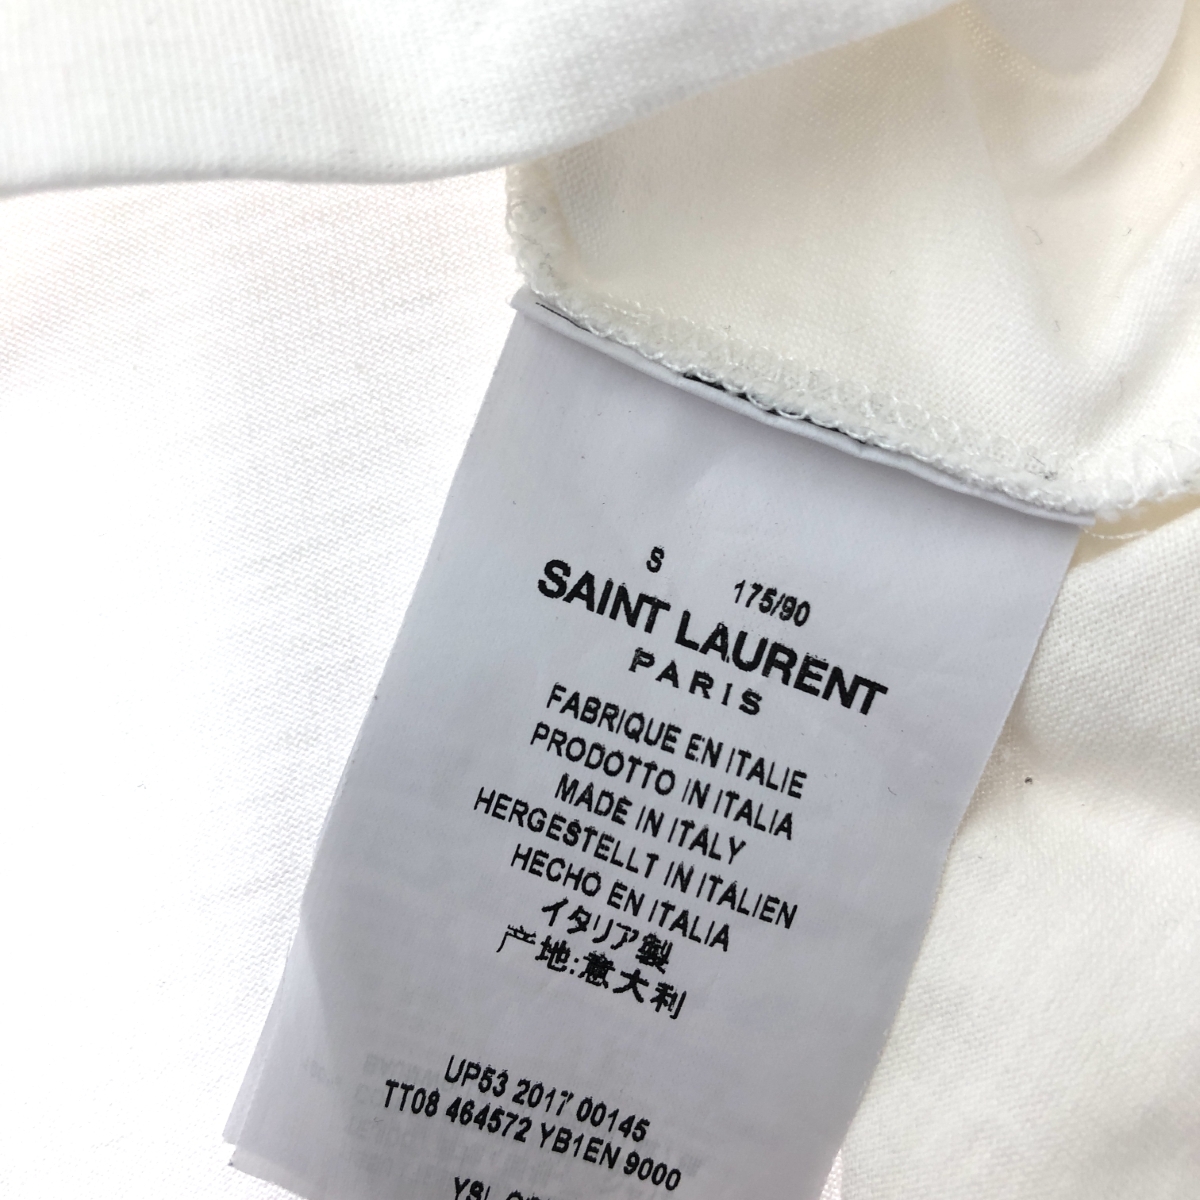 S 175/90
SAINT LAURENT
PARIS
FABRIQUE EN ITALIE
PRODOTTO IN ITALIA
MADE IN ITALY
HERGESTELLT IN ITALIEN
HECHO EN ITALIA
イタリア製
产地:意大利
UP53 2017 00145
TT08 464572 YB1EN 9000
YSL